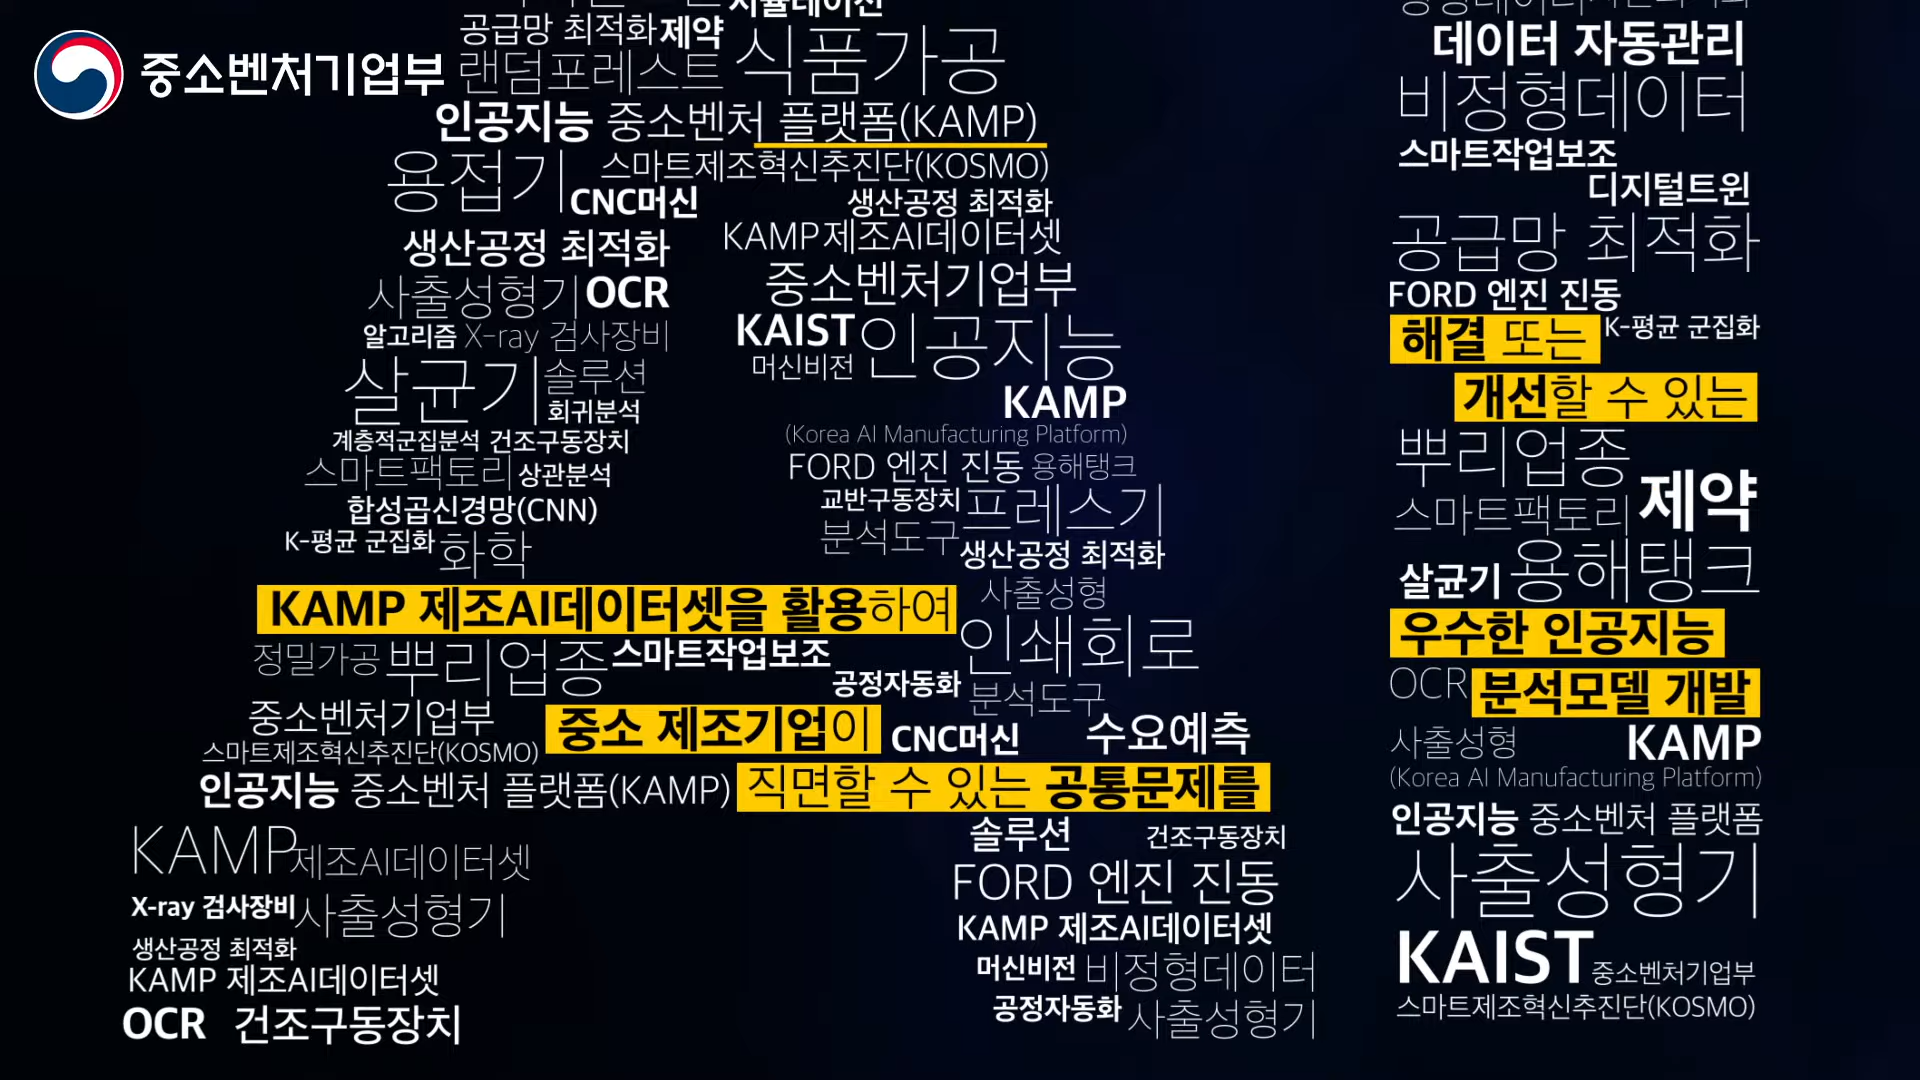 중소벤처기업부
공급망 최적화 제약
랜덤포레스트 식품가공
인공지능 중소벤처 플랫폼(KAMP)
용접기 스마트제조혁신추진단(KOSMO)
CNC머신 생산공정 최적화
생산공정 최적화 KAMP제조AI데이터셋
사출성형기 OCR 중소벤처기업부
알고리즘 X-ray 검사장비 KAIST 인공지능
살균기 솔루션 머신비전
회귀분석 KAMP
계층적군집분석 건조구동장치 (Korea AI Manufacturing Platform)
스마트팩토리 상관분석 FORD 엔진 진동 용해탱크
합성곱신경망(CNN) 교반구동장치 프레스기
K-평균 군집화 화학 분석도구 생산공정 최적화
사출성형
KAMP 제조AI데이터셋을 활용하여
인쇄회로
정밀가공 뿌리업종 스마트작업보조
공정자동화 분석도구
중소벤처기업부 중소 제조기업이 CNC머신 수요예측
스마트제조혁신추진단(KOSMO)
인공지능 중소벤처 플랫폼(KAMP) 직면할 수 있는 공통문제를
KAMP 제조AI데이터셋 솔루션 건조구동장치
FORD 엔진 진동
X-ray 검사장비 사출성형기 KAMP 제조AI데이터셋
생산공정 최적화 머신비전 비정형데이터
KAMP 제조AI데이터셋 공정자동화 사출성형기
OCR 건조구동장치
데이터 자동관리
비정형데이터
스마트작업보조
디지털트윈
공급망 최적화
FORD 엔진 진동
해결 또는 K-평균 군집화
개선할 수 있는
뿌리업종
스마트팩토리 제약
살균기 용해탱크
우수한 인공지능
OCR 분석모델 개발
사출성형 KAMP
(Korea AI Manufacturing Platform)
인공지능 중소벤처 플랫폼
사출성형기
KAIST 중소벤처기업부
스마트제조혁신추진단(KOSMO)